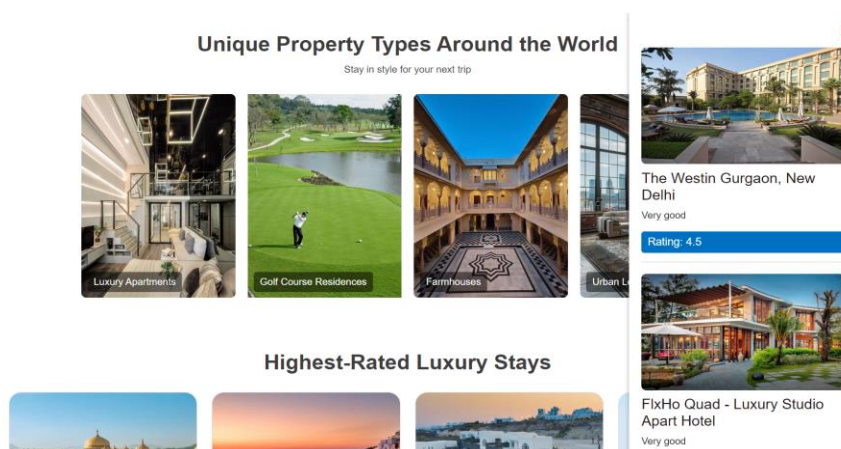 Unique Property Types Around the World
Stay in style for your next trip
Luxury Apartments
Golf Course Residences
Farmhouses
Urban
Highest-Rated Luxury Stays
The Westin Gurgaon, New
Delhi
Very good
Rating: 4.5
FlxHo Quad - Luxury Studio
Apart Hotel
Very good